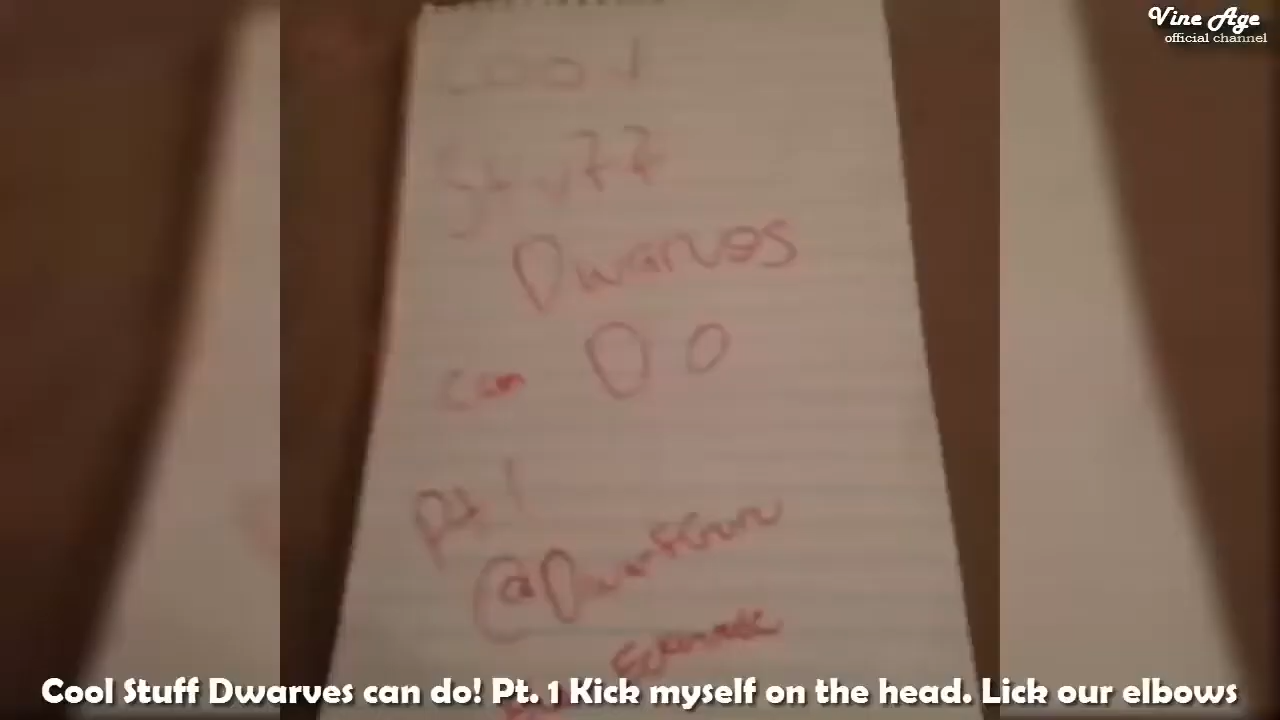 Vine Age
official channel
Cool
Stuff
Dwarves
Can Do
Pt. 1
@DwarfGuru
Cool Stuff Dwarves can do! Pt. 1 Kick myself on the head. Lick our elbows